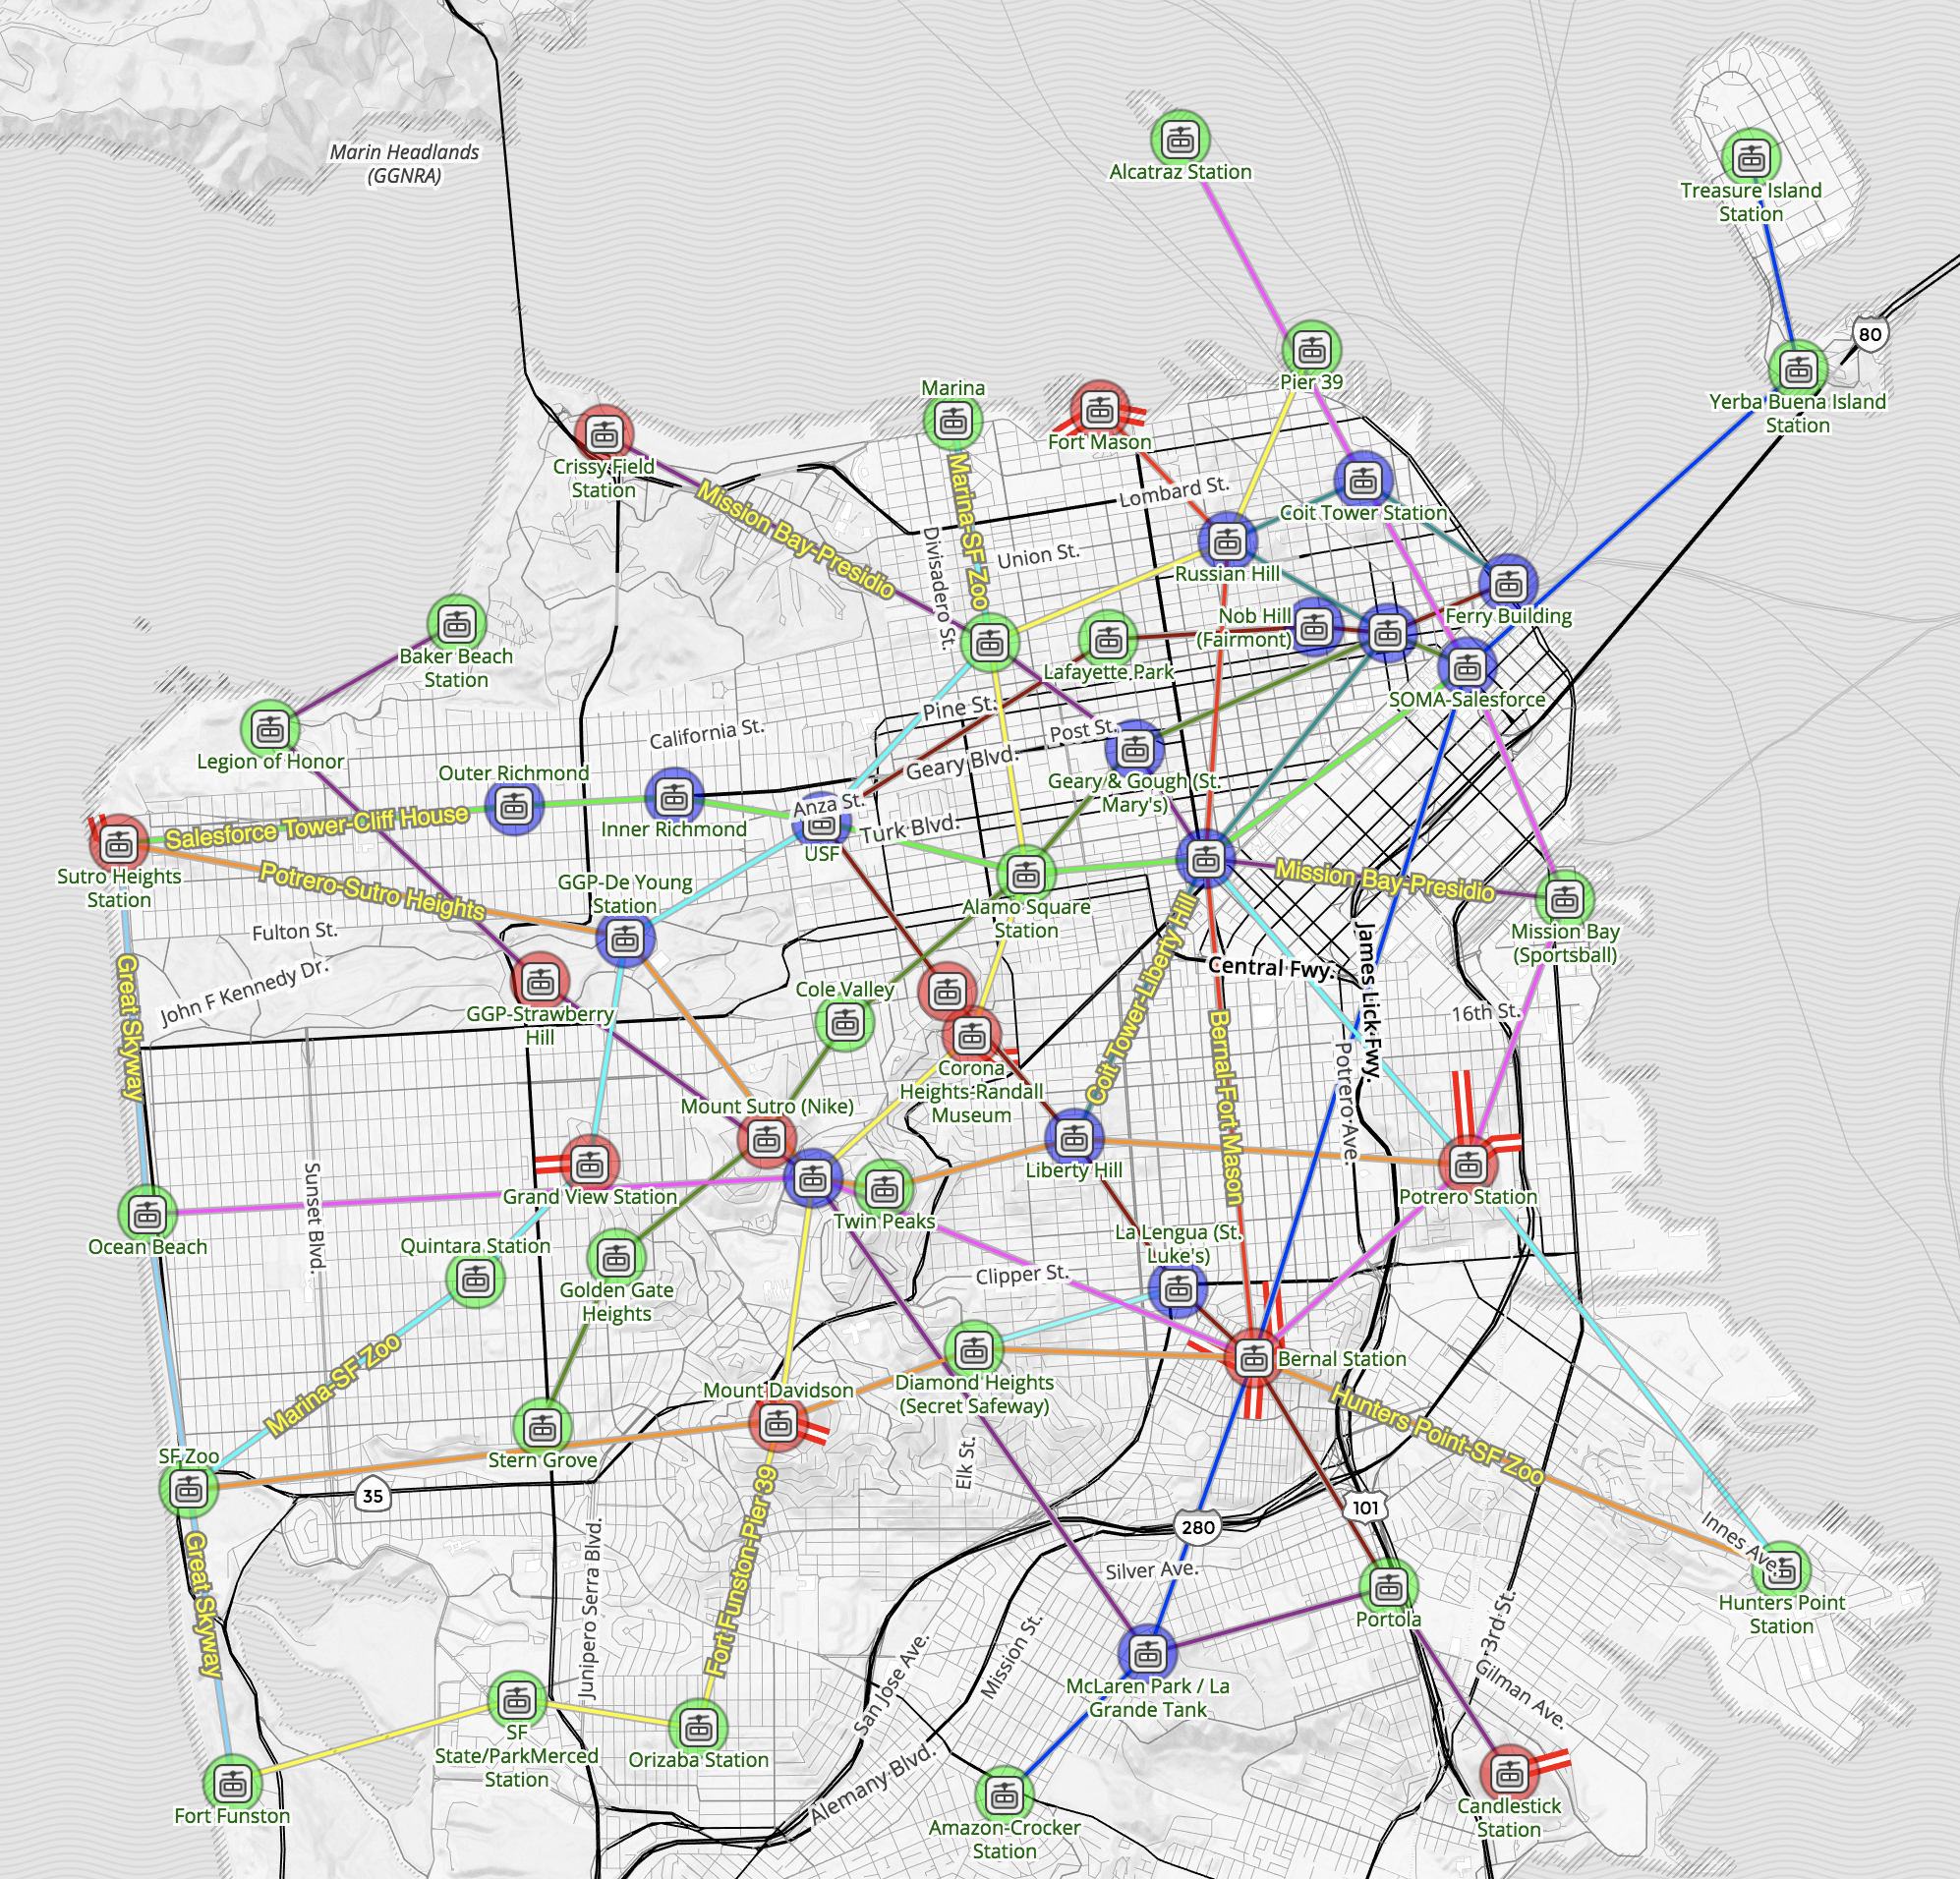 Marin Headlands
(GGNRA)
Alcatraz Station
Treasure Island
Station
80
Yerba Buena Island
Station
Pier 39
Marina
Fort Mason
Crissy Field
Station
Mission Bay-Presidio
Marina-SF Zoo
Divisadero St.
Lombard St.
Union St.
Coit Tower Station
Russian Hill
Nob Hill
(Fairmont)
Ferry Building
Baker Beach
Station
Lafayette Park
SOMA-Salesforce
Legion of Honor
California St.
Pine St.
Post St.
Geary Blvd.
Geary & Gough (St.
Mary's)
Outer Richmond
Inner Richmond
Anza St.
Turk Blvd.
USF
Salesforce Tower-Cliff House
Potrero-Sutro Heights
Sutro Heights
Station
GGP-De Young
Station
Alamo Square
Station
Mission Bay-Presidio
Mission Bay
(Sportsball)
Fulton St.
John F Kennedy Dr.
Great Skyway
GGP-Strawberry
Hill
Cole Valley
Corona
Heights-Randall
Museum
Coit Tower-Liberty Hill
Central Fwy.
James Lick Fwy.
Bernal-Fort Mason
Potrero Ave.
16th St.
Mount Sutro (Nike)
Liberty Hill
Potrero Station
Grand View Station
Twin Peaks
Sunset Blvd.
Ocean Beach
Quintara Station
Golden Gate
Heights
La Lengua (St.
Luke's)
Clipper St.
Marina-SF Zoo
Mount Davidson
Diamond Heights
(Secret Safeway)
Bernal Station
Hunters Point-SF Zoo
SF Zoo
Stern Grove
35
Elk St.
280
101
Great Skyway
Junipero Serra Blvd.
Fort Funston-Pier 39
Silver Ave.
Innes Ave.
Hunters Point
Station
Portola
3rd St.
Gilman Ave.
San Jose Ave.
Mission St.
McLaren Park / La
Grande Tank
SF
State/ParkMerced
Station
Orizaba Station
Alemany Blvd.
Fort Funston
Amazon-Crocker
Station
Candlestick
Station